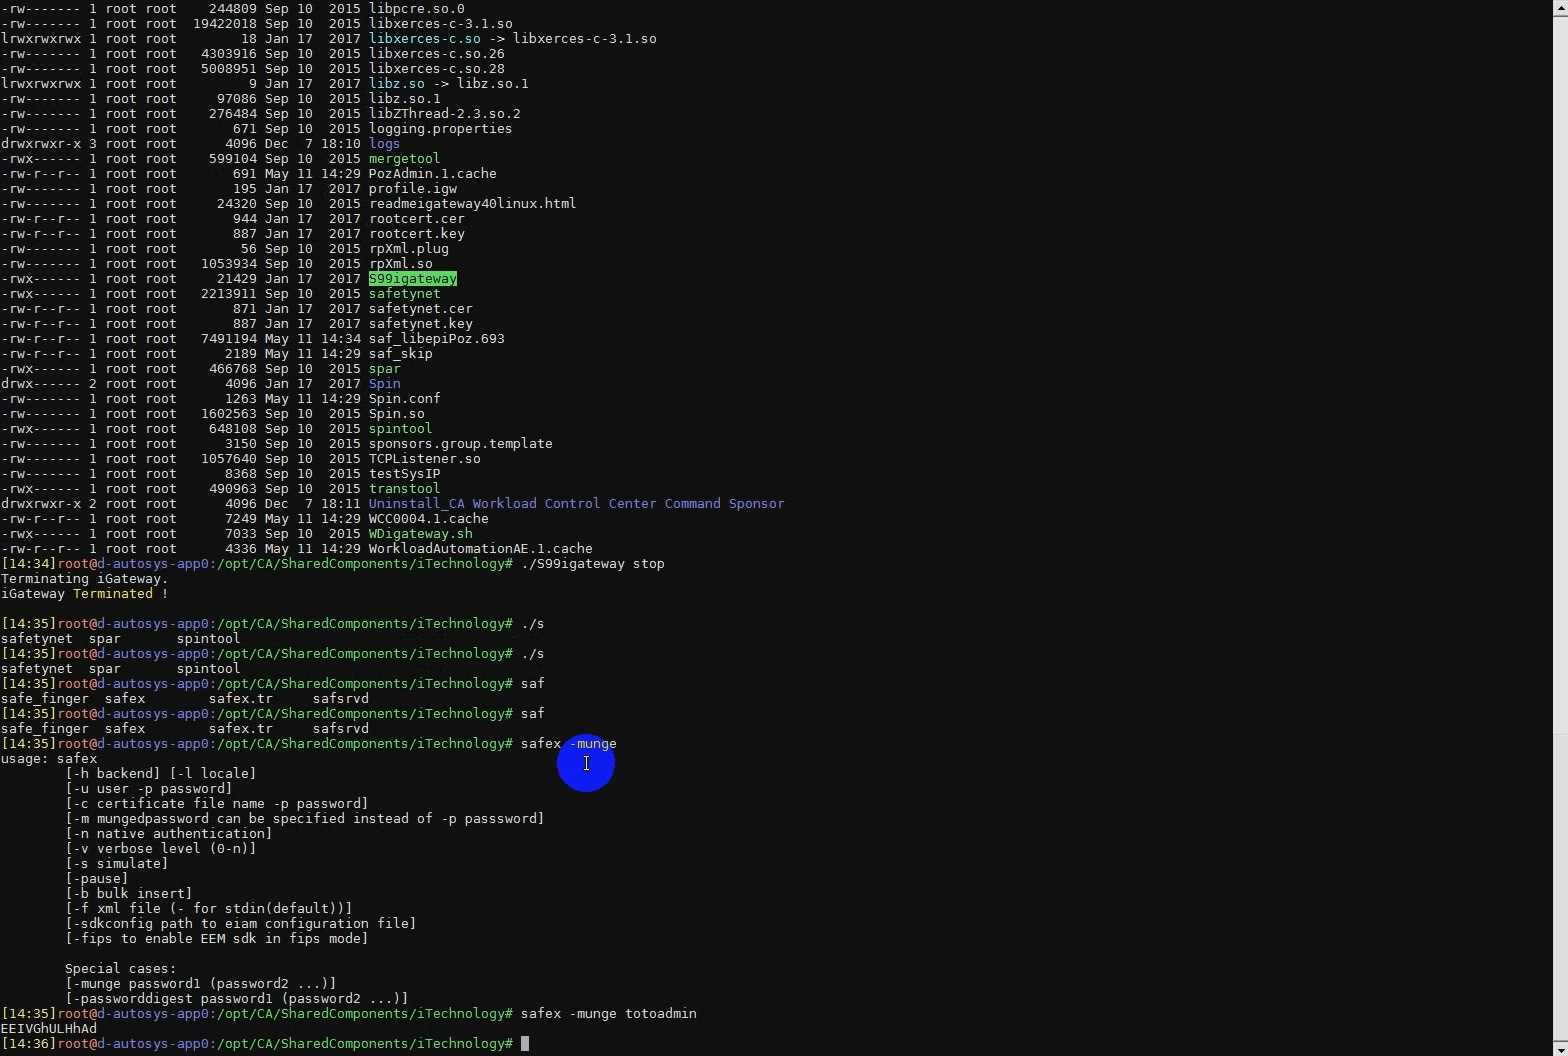 -rw------- 1 root root    244809 Sep 10  2015 libpcre.so.0
-rw------- 1 root root  19422018 Sep 10  2015 libxerces-c-3.1.so
lrwxrwxrwx 1 root root        18 Jan 17  2017 libxerces-c.so -> libxerces-c-3.1.so
-rw------- 1 root root   4303916 Sep 10  2015 libxerces-c.so.26
-rw------- 1 root root   5008951 Sep 10  2015 libxerces-c.so.28
lrwxrwxrwx 1 root root         9 Jan 17  2017 libz.so -> libz.so.1
-rw------- 1 root root     97086 Sep 10  2015 libz.so.1
-rw------- 1 root root    276484 Sep 10  2015 libZThread-2.3.so.2
-rw------- 1 root root       671 Sep 10  2015 logging.properties
drwxrwxr-x 3 root root      4096 Dec  7 18:10 logs
-rwx------ 1 root root    599104 Sep 10  2015 mergetool
-rw-r--r-- 1 root root       691 May 11 14:29 PozAdmin.1.cache
-rw------- 1 root root       195 Jan 17  2017 profile.igw
-rw------- 1 root root     24320 Sep 10  2015 readmeigateway40linux.html
-rw-r--r-- 1 root root       944 Jan 17  2017 rootcert.cer
-rw-r--r-- 1 root root       887 Jan 17  2017 rootcert.key
-rw------- 1 root root        56 Sep 10  2015 rpXml.plug
-rw------- 1 root root   1053934 Sep 10  2015 rpXml.so
-rwx------ 1 root root     21429 Jan 17  2017 S99igateway
-rwx------ 1 root root   2213911 Sep 10  2015 safetynet
-rw-r--r-- 1 root root       871 Jan 17  2017 safetynet.cer
-rw-r--r-- 1 root root       887 Jan 17  2017 safetynet.key
-rw-r--r-- 1 root root   7491194 May 11 14:34 saf_libepiPoz.693
-rw-r--r-- 1 root root      2189 May 11 14:29 saf_skip
-rwx------ 1 root root    466768 Sep 10  2015 spar
drwx------ 2 root root      4096 Jan 17  2017 Spin
-rw------- 1 root root      1263 May 11 14:29 Spin.conf
-rw------- 1 root root   1602563 Sep 10  2015 Spin.so
-rwx------ 1 root root    648108 Sep 10  2015 spintool
-rw------- 1 root root      3150 Sep 10  2015 sponsors.group.template
-rw------- 1 root root   1057640 Sep 10  2015 TCPListener.so
-rw------- 1 root root      8368 Sep 10  2015 testSysIP
-rwx------ 1 root root    490963 Sep 10  2015 transtool
drwxrwxr-x 2 root root      4096 Dec  7 18:11 Uninstall_CA Workload Control Center Command Sponsor
-rw-r--r-- 1 root root      7249 May 11 14:29 WCC0004.1.cache
-rwx------ 1 root root      7033 Sep 10  2015 WDigateway.sh
-rw-r--r-- 1 root root      4336 May 11 14:29 WorkloadAutomationAE.1.cache
[14:34]root@d-autosys-app0:/opt/CA/SharedComponents/iTechnology# ./S99igateway stop
Terminating iGateway.
iGateway Terminated !
[14:35]root@d-autosys-app0:/opt/CA/SharedComponents/iTechnology# ./s
safetynet  spar       spintool
[14:35]root@d-autosys-app0:/opt/CA/SharedComponents/iTechnology# ./s
safetynet  spar       spintool
[14:35]root@d-autosys-app0:/opt/CA/SharedComponents/iTechnology# saf
safe_finger  safex        safex.tr     safsrvd
[14:35]root@d-autosys-app0:/opt/CA/SharedComponents/iTechnology# saf
safe_finger  safex        safex.tr     safsrvd
[14:35]root@d-autosys-app0:/opt/CA/SharedComponents/iTechnology# safex -munge
usage: safex
        [-h backend] [-l locale]
        [-u user -p password]
        [-c certificate file name -p password]
        [-m mungedpassword can be specified instead of -p passsword]
        [-n native authentication]
        [-v verbose level (0-n)]
        [-s simulate]
        [-pause]
        [-b bulk insert]
        [-f xml file (- for stdin(default))]
        [-sdkconfig path to eiam configuration file]
        [-fips to enable EEM sdk in fips mode]
        Special cases:
        [-munge password1 (password2 ...)]
        [-passworddigest password1 (password2 ...)]
[14:35]root@d-autosys-app0:/opt/CA/SharedComponents/iTechnology# safex -munge totoadmin
EEIVGhULHhAd
[14:36]root@d-autosys-app0:/opt/CA/SharedComponents/iTechnology#